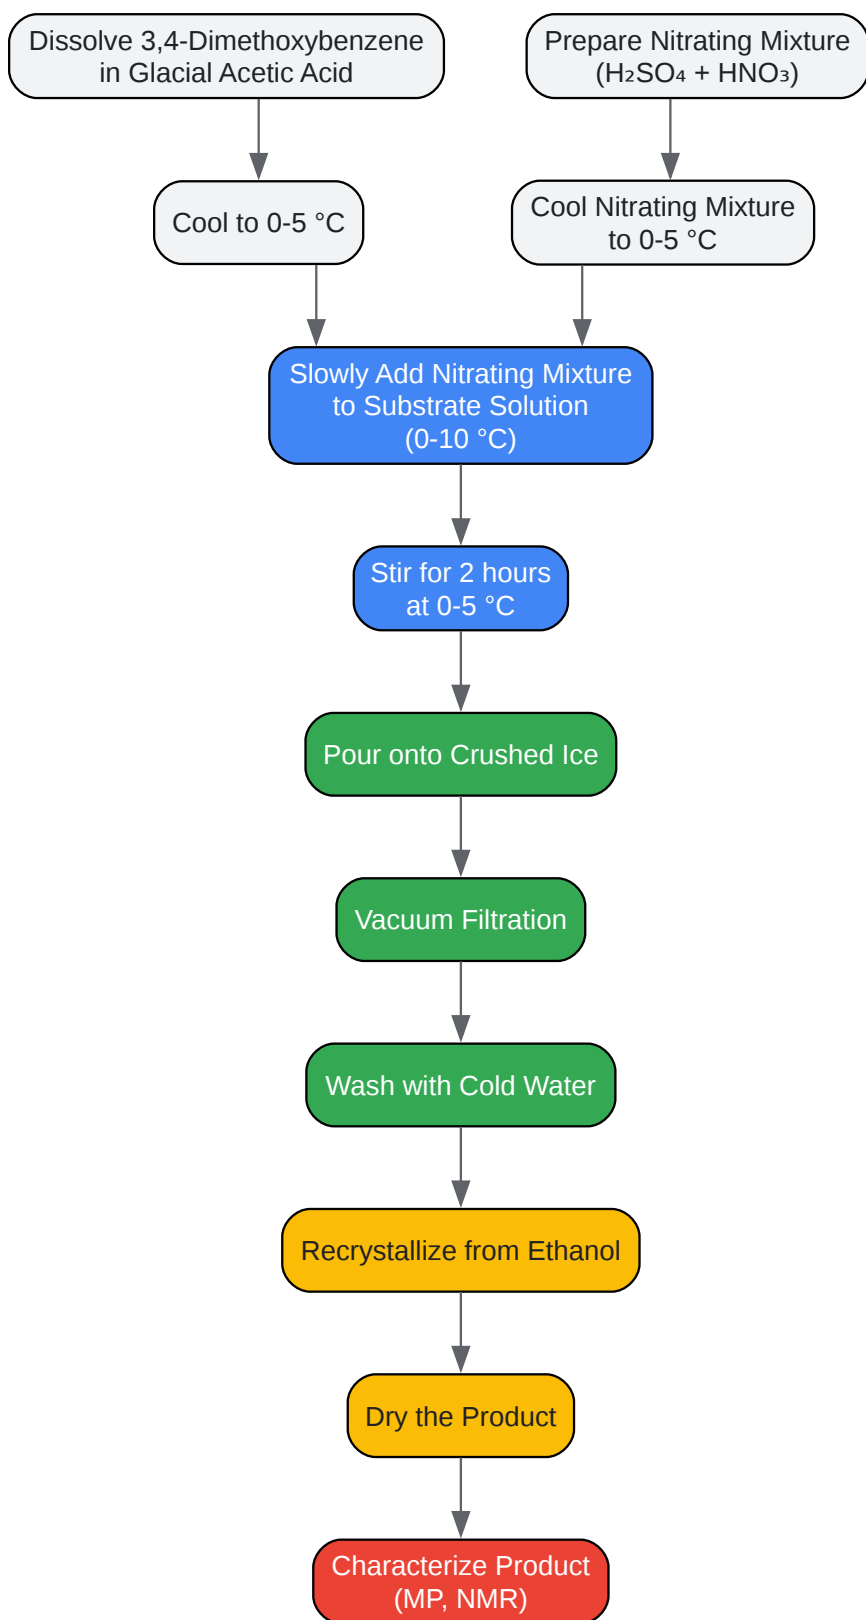 Dissolve 3,4-Dimethoxybenzene
in Glacial Acetic Acid
Prepare Nitrating Mixture
(H₂SO₄ + HNO₃)
Cool to 0-5 °C
Cool Nitrating Mixture
to 0-5 °C
Slowly Add Nitrating Mixture
to Substrate Solution
(0-10 °C)
Stir for 2 hours
at 0-5 °C
Pour onto Crushed Ice
Vacuum Filtration
Wash with Cold Water
Recrystallize from Ethanol
Dry the Product
Characterize Product
(MP, NMR)